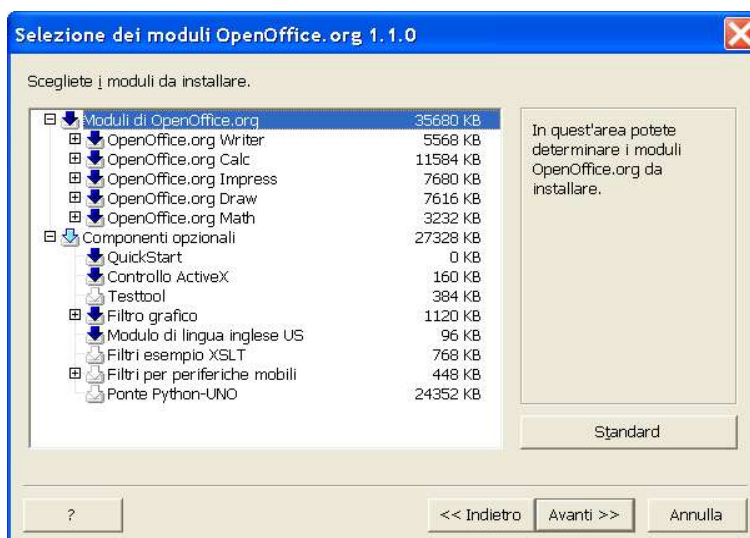 Selezione dei moduli OpenOffice.org 1.1.0
Scegliete i moduli da installare.
Moduli di OpenOffice.org 35680 KB
OpenOffice.org Writer 5568 KB
OpenOffice.org Calc 11584 KB
OpenOffice.org Impress 7680 KB
OpenOffice.org Draw 7616 KB
OpenOffice.org Math 3232 KB
Componenti opzionali 27328 KB
QuickStart 0 KB
Controllo ActiveX 160 KB
Testtool 384 KB
Filtro grafico 1120 KB
Modulo di lingua inglese US 96 KB
Filtri esempio XSLT 768 KB
Filtri per periferiche mobili 448 KB
Ponte Python-UNO 24352 KB
In quest'area potete
determinare i moduli
OpenOffice.org da
installare.
Standard
? << Indietro Avanti >> Annulla